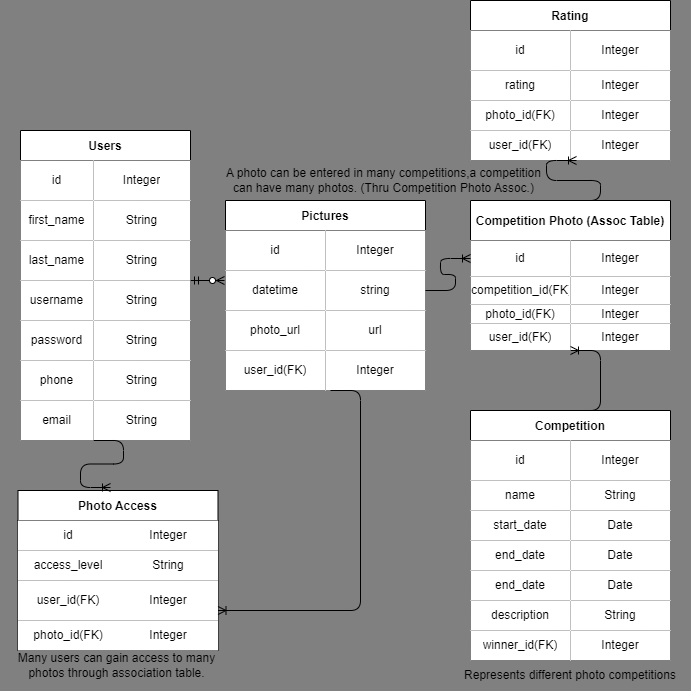 Rating
id Integer
rating Integer
photo_id(FK) Integer
user_id(FK) Integer
Users
id Integer
first_name String
last_name String
username String
password String
phone String
email String
A photo can be entered in many competitions,a competition
can have many photos. (Thru Competition Photo Assoc.)
Pictures
id Integer
datetime string
photo_url url
user_id(FK) Integer
Competition Photo (Assoc Table)
id Integer
competition_id(FK Integer
photo_id(FK) Integer
user_id(FK) Integer
Photo Access
id Integer
access_level String
user_id(FK) Integer
photo_id(FK) Integer
Many users can gain access to many
photos through association table.
Competition
id Integer
name String
start_date Date
end_date Date
end_date Date
description String
winner_id(FK) Integer
Represents different photo competitions